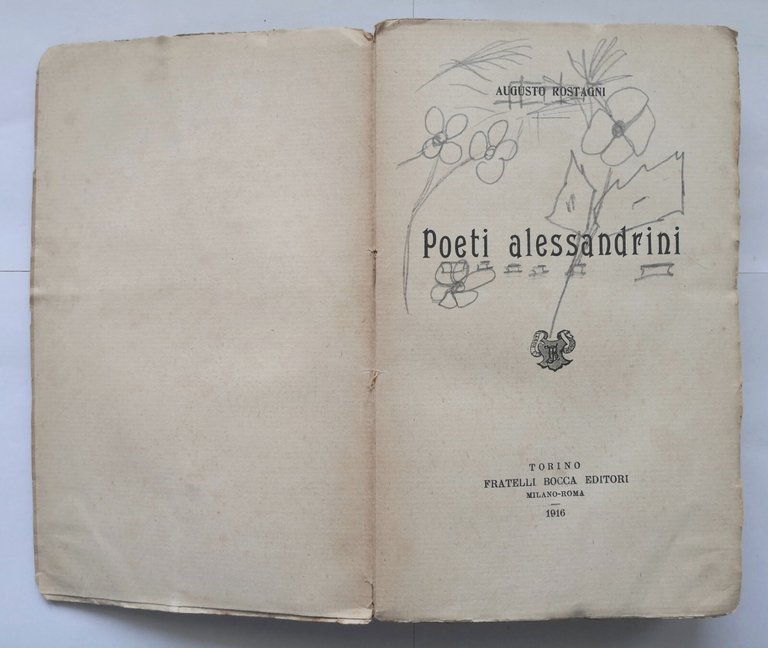 AUGUSTO ROSTAGNI
Poeti alessandrini
TORINO
FRATELLI BOCCA EDITORI
MILANO-ROMA
1916